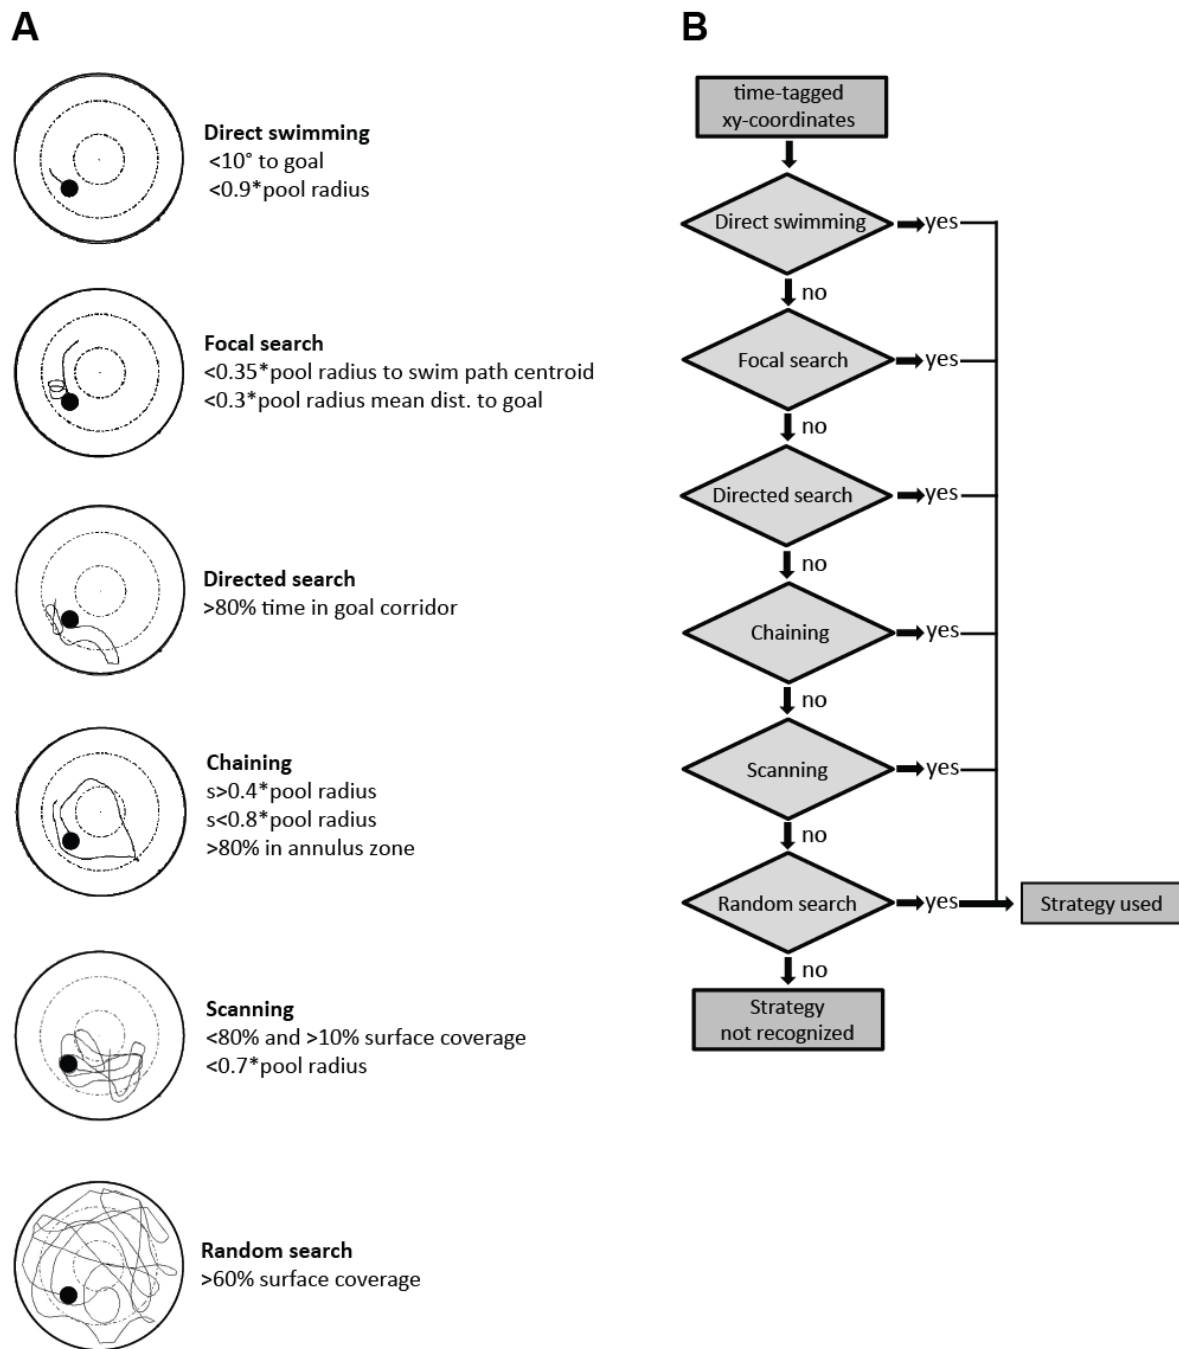 A
Direct swimming
<10° to goal
<0.9*pool radius
Focal search
<0.35*pool radius to swim path centroid
<0.3*pool radius mean dist. to goal
Directed search
>80% time in goal corridor
Chaining
s>0.4*pool radius
s<0.8*pool radius
>80% in annulus zone
Scanning
<80% and >10% surface coverage
<0.7*pool radius
Random search
>60% surface coverage
B
time-tagged
xy-coordinates
Direct swimming
yes
no
Focal search
yes
no
Directed search
yes
no
Chaining
yes
no
Scanning
yes
no
Random search
yes
Strategy used
no
Strategy
not recognized